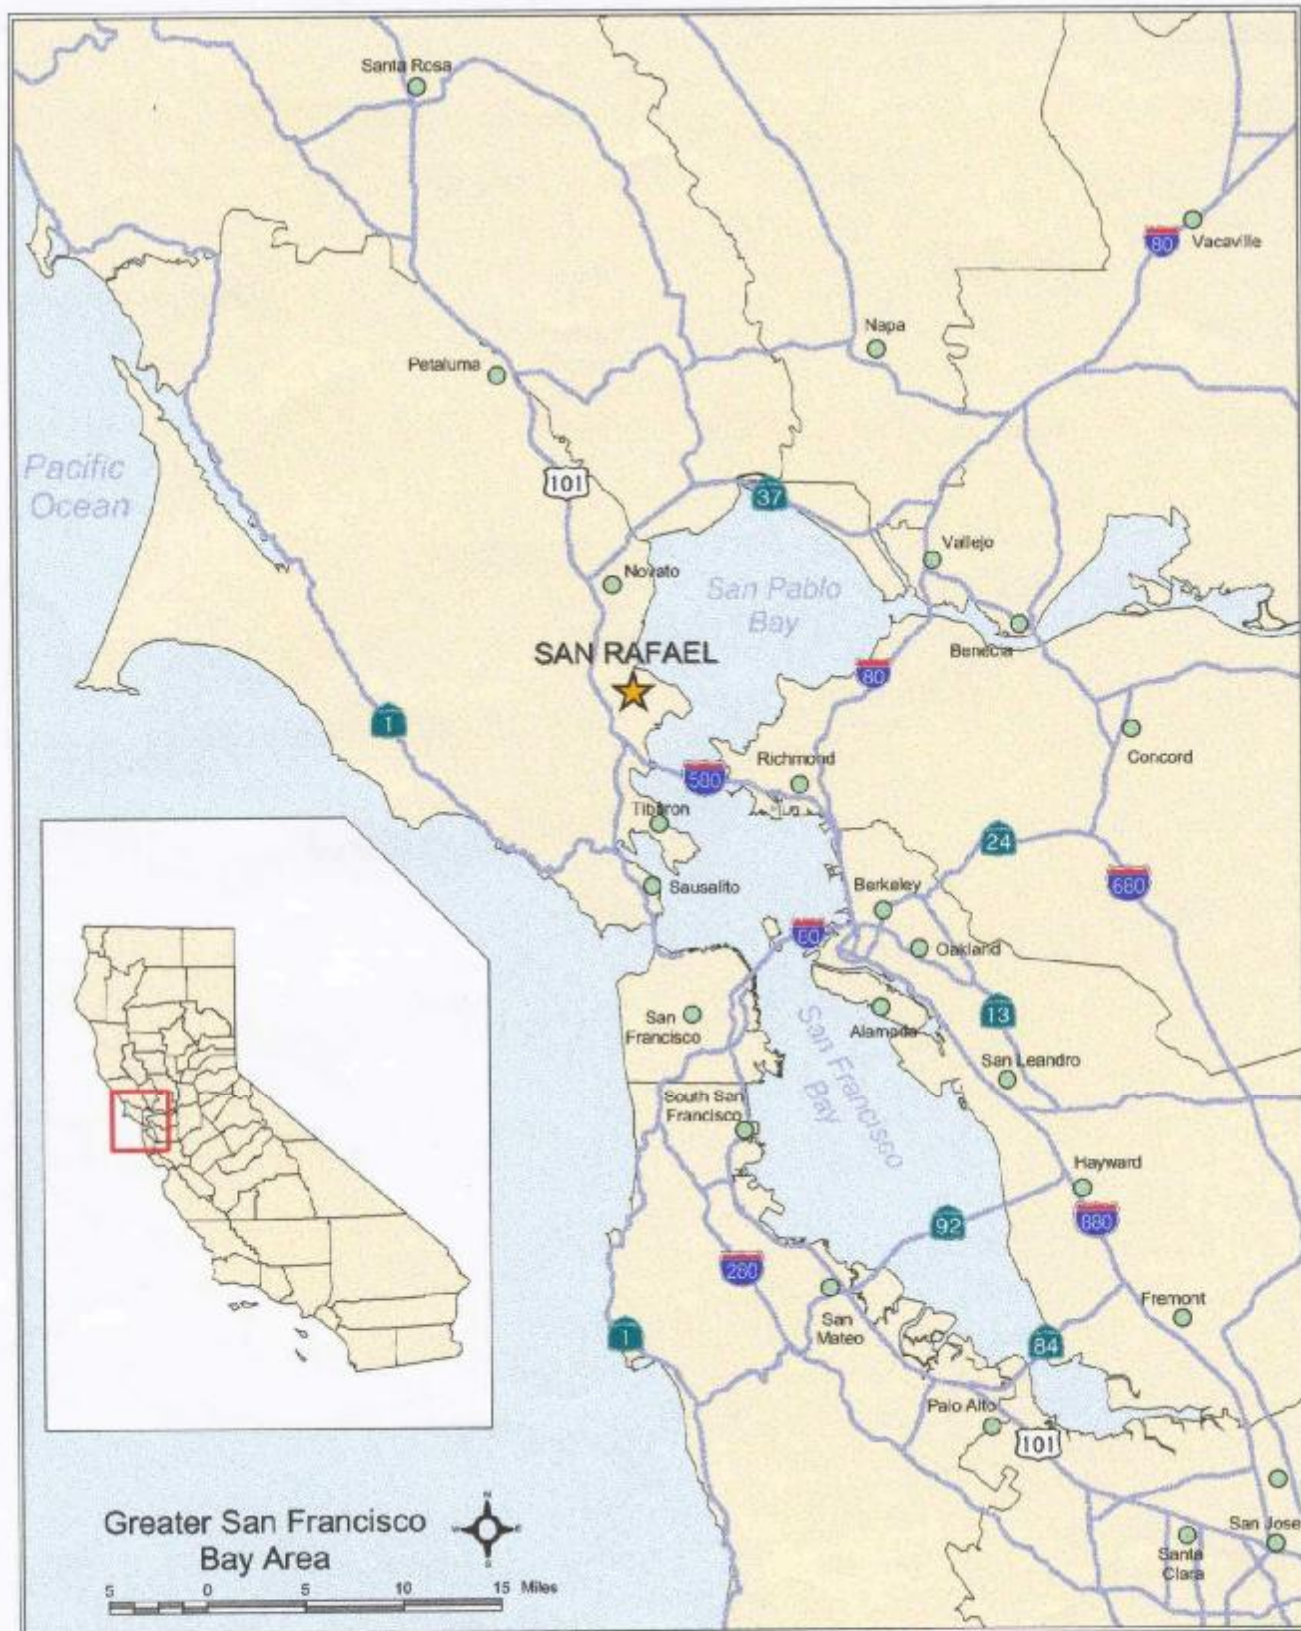 Santa Rosa
80
Vacaville
Napa
Petaluma
Pacific
Ocean
101
37
Vallejo
Novato
San Pablo
Bay
SAN RAFAEL
Benecia
80
1
Concord
Richmond
580
Tiburon
24
Berkeley
680
Sausalito
80
Oakland
San
Francisco
13
Alameda
San Francisco
Bay
San Leandro
South San
Francisco
Hayward
92
880
280
Fremont
San
Mateo
1
84
Palo Alto
101
San Jose
Santa
Clara
Greater San Francisco
Bay Area
N
W
E
S
5 0 5 10 15 Miles